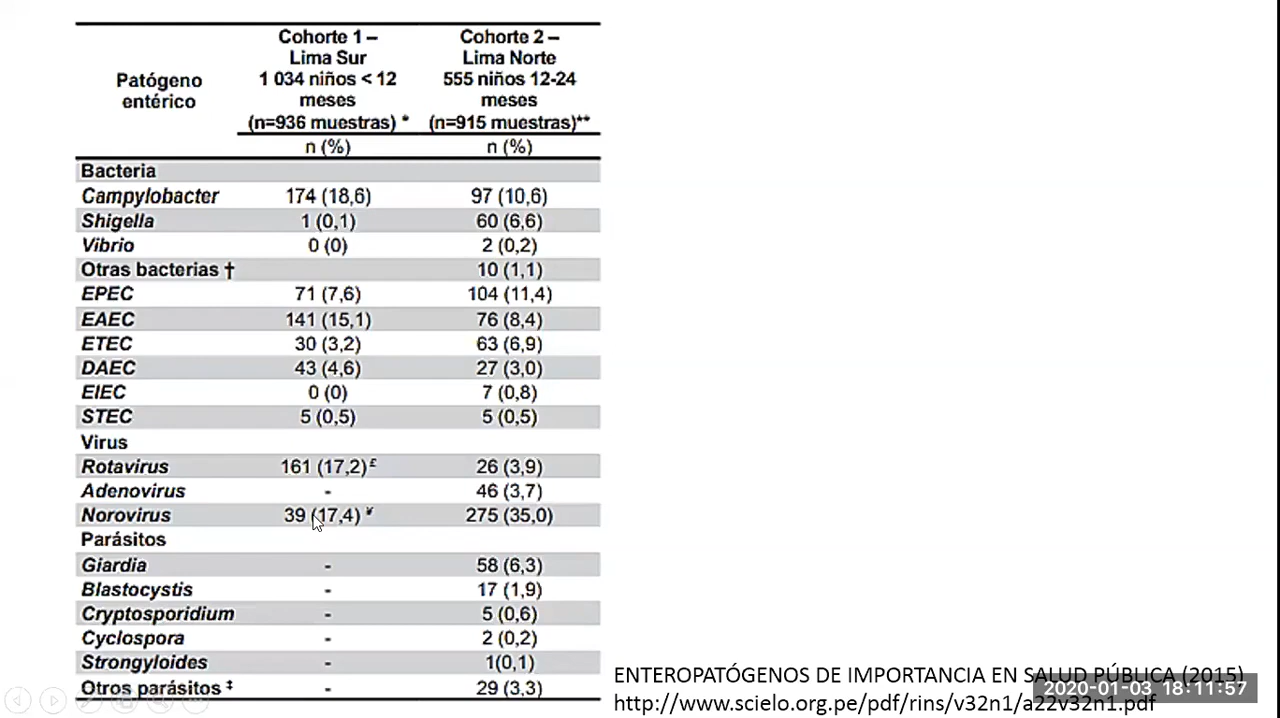 Patógeno
entérico
Cohorte 1 –
Lima Sur
1 034 niños < 12
meses
(n=936 muestras) *
Cohorte 2 –
Lima Norte
555 niños 12-24
meses
(n=915 muestras)**
n (%) n (%)
Bacteria
Campylobacter 174 (18,6) 97 (10,6)
Shigella 1 (0,1) 60 (6,6)
Vibrio 0 (0) 2 (0,2)
Otras bacterias † 10 (1,1)
EPEC 71 (7,6) 104 (11,4)
EAEC 141 (15,1) 76 (8,4)
ETEC 30 (3,2) 63 (6,9)
DAEC 43 (4,6) 27 (3,0)
EIEC 0 (0) 7 (0,8)
STEC 5 (0,5) 5 (0,5)
Virus
Rotavirus 161 (17,2)£ 26 (3,9)
Adenovirus - 46 (3,7)
Norovirus 39 (17,4) ¥ 275 (35,0)
Parásitos
Giardia - 58 (6,3)
Blastocystis - 17 (1,9)
Cryptosporidium - 5 (0,6)
Cyclospora - 2 (0,2)
Strongyloides - 1(0,1)
Otros parásitos ‡ - 29 (3,3)
ENTEROPATÓGENOS DE IMPORTANCIA EN SALUD PÚBLICA (2015)
http://www.scielo.org.pe/pdf/rins/v32n1/a22v32n1.pdf
2020-01-03 18:11:57